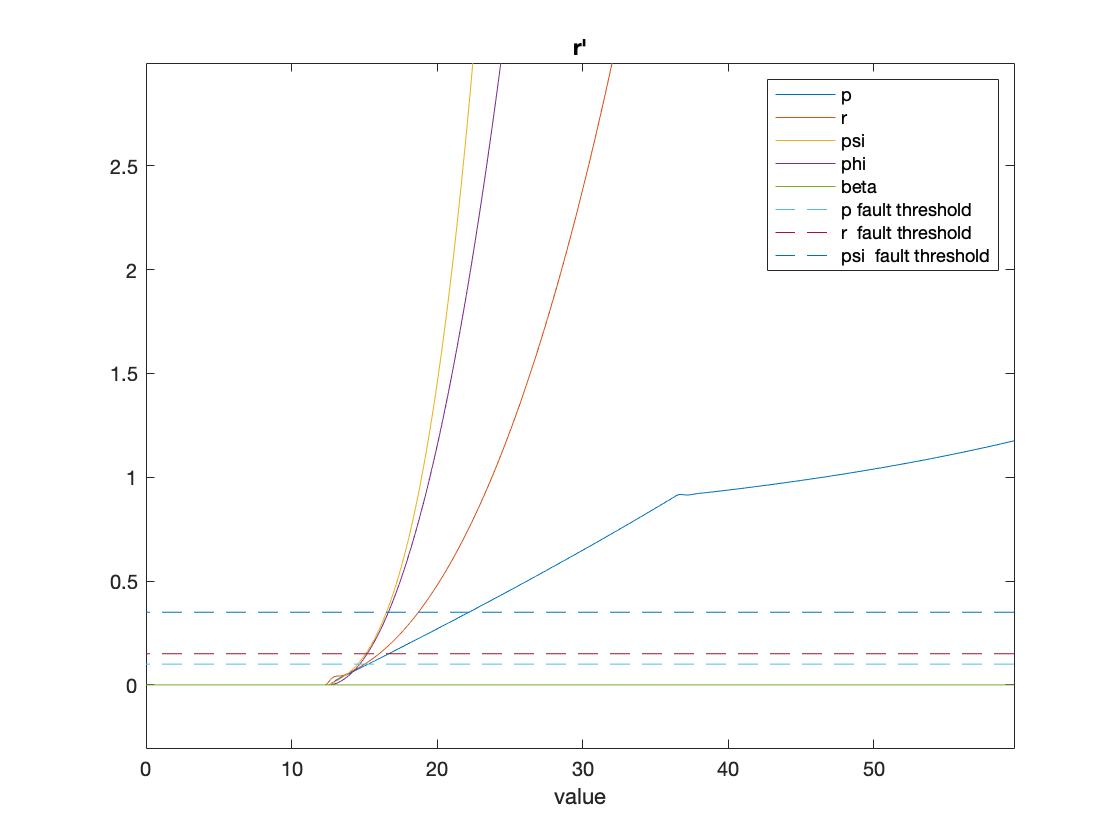 r'
p
r
psi
phi
beta
p fault threshold
r  fault threshold
psi  fault threshold
2.5
2
1.5
1
0.5
0
0 10 20 30 40 50
value